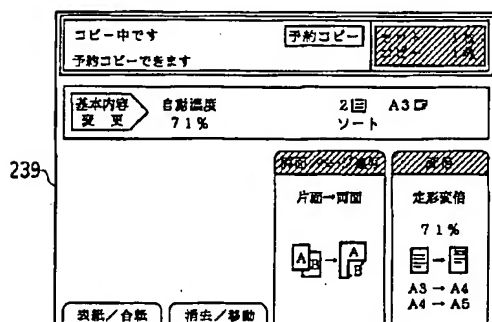 コピー中です
予約コピー
予約コピーできます
基本内容
変更
自動濃度
71%
2
A3
ソート
239
片面→両面
定形変倍
71%
A
B
A
B
A3→A4
A4→A5
表紙/合紙
消去/移動